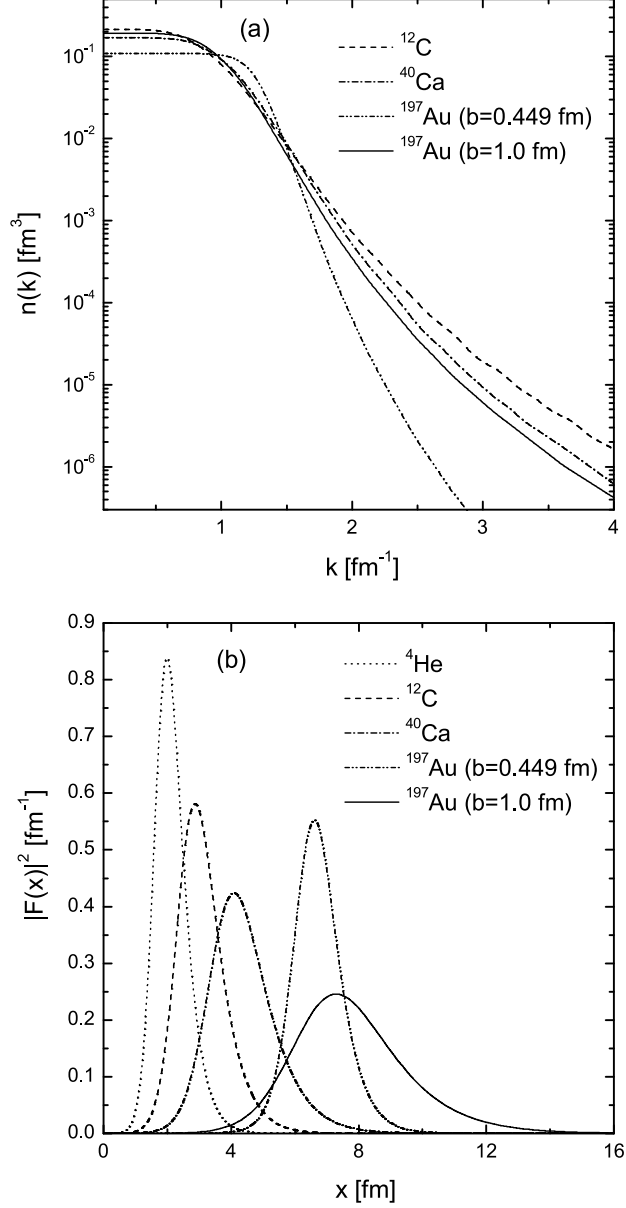 (a)
¹²C
⁴⁰Ca
¹⁹⁷Au (b=0.449 fm)
¹⁹⁷Au (b=1.0 fm)
10⁻¹
10⁻²
10⁻³
10⁻⁴
10⁻⁵
10⁻⁶
n(k) [fm³]
1 2 3 4
k [fm⁻¹]
(b)
⁴He
¹²C
⁴⁰Ca
¹⁹⁷Au (b=0.449 fm)
¹⁹⁷Au (b=1.0 fm)
0.9
0.8
0.7
0.6
0.5
0.4
0.3
0.2
0.1
0.0
|F(x)|² [fm⁻¹]
0 4 8 12 16
x [fm]